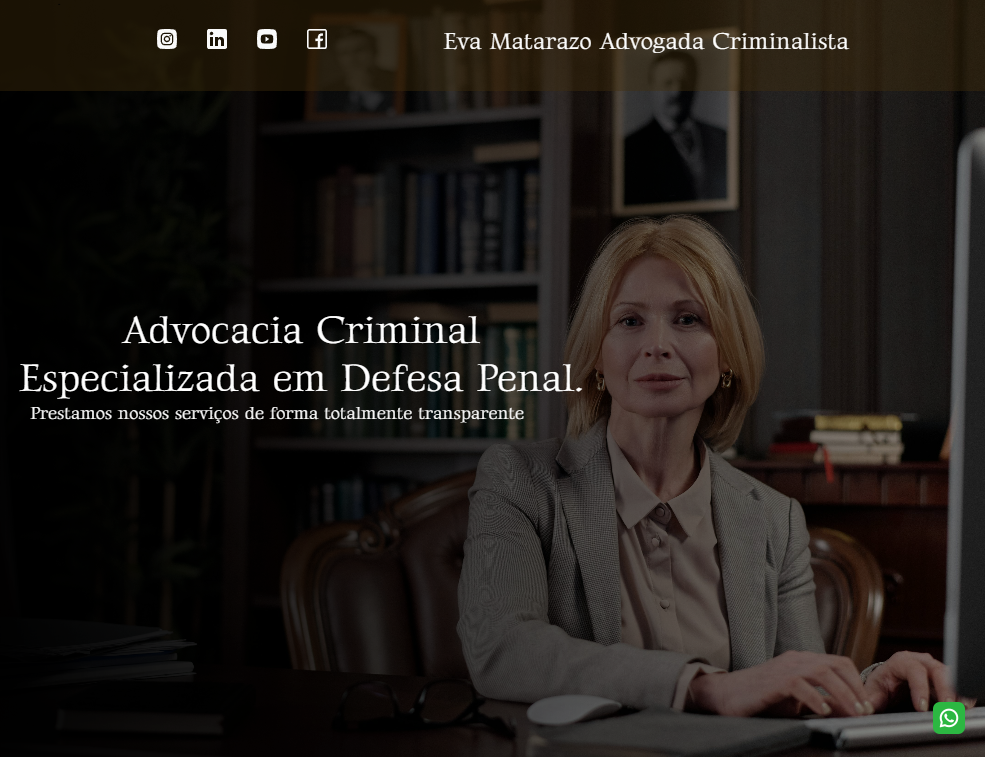 Eva Matarazo Advogada Criminalista
Advocacia Criminal
Especializada em Defesa Penal.
Prestamos nossos serviços de forma totalmente transparente